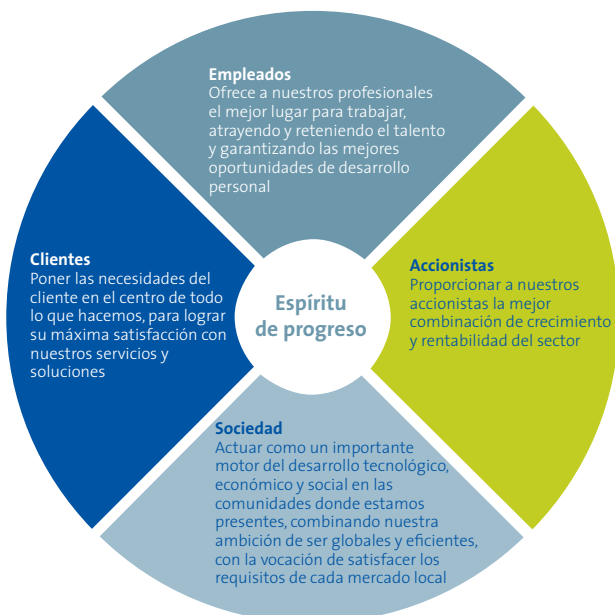 Empleados
Ofrece a nuestros profesionales
el mejor lugar para trabajar,
atrayendo y reteniendo el talento
y garantizando las mejores
oportunidades de desarrollo
personal
Clientes
Poner las necesidades del
cliente en el centro de todo
lo que hacemos, para lograr
su máxima satisfacción con
nuestros servicios y
soluciones
Espíritu
de progreso
Accionistas
Proporcionar a nuestros
accionistas la mejor
combinación de crecimiento
y rentabilidad del sector
Sociedad
Actuar como un importante
motor del desarrollo tecnológico,
económico y social en las
comunidades donde estamos
presentes, combinando nuestra
ambición de ser globales y eficientes,
con la vocación de satisfacer los
requisitos de cada mercado local